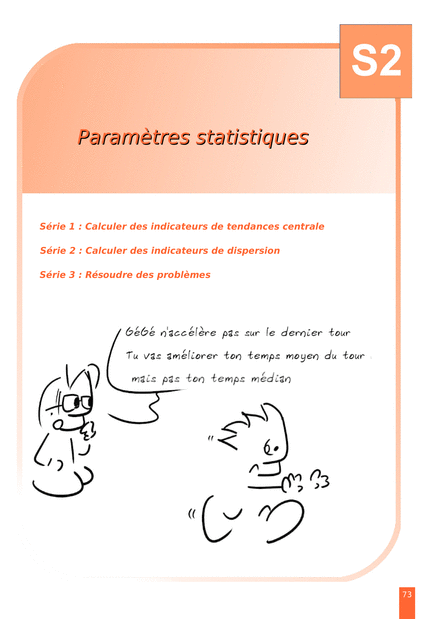 S2
Paramètres statistiques
Série 1 : Calculer des indicateurs de tendances centrale
Série 2 : Calculer des indicateurs de dispersion
Série 3 : Résoudre des problèmes
GéGé n'accélère pas sur le dernier tour
Tu vas améliorer ton temps moyen du tour
mais pas ton temps médian
73